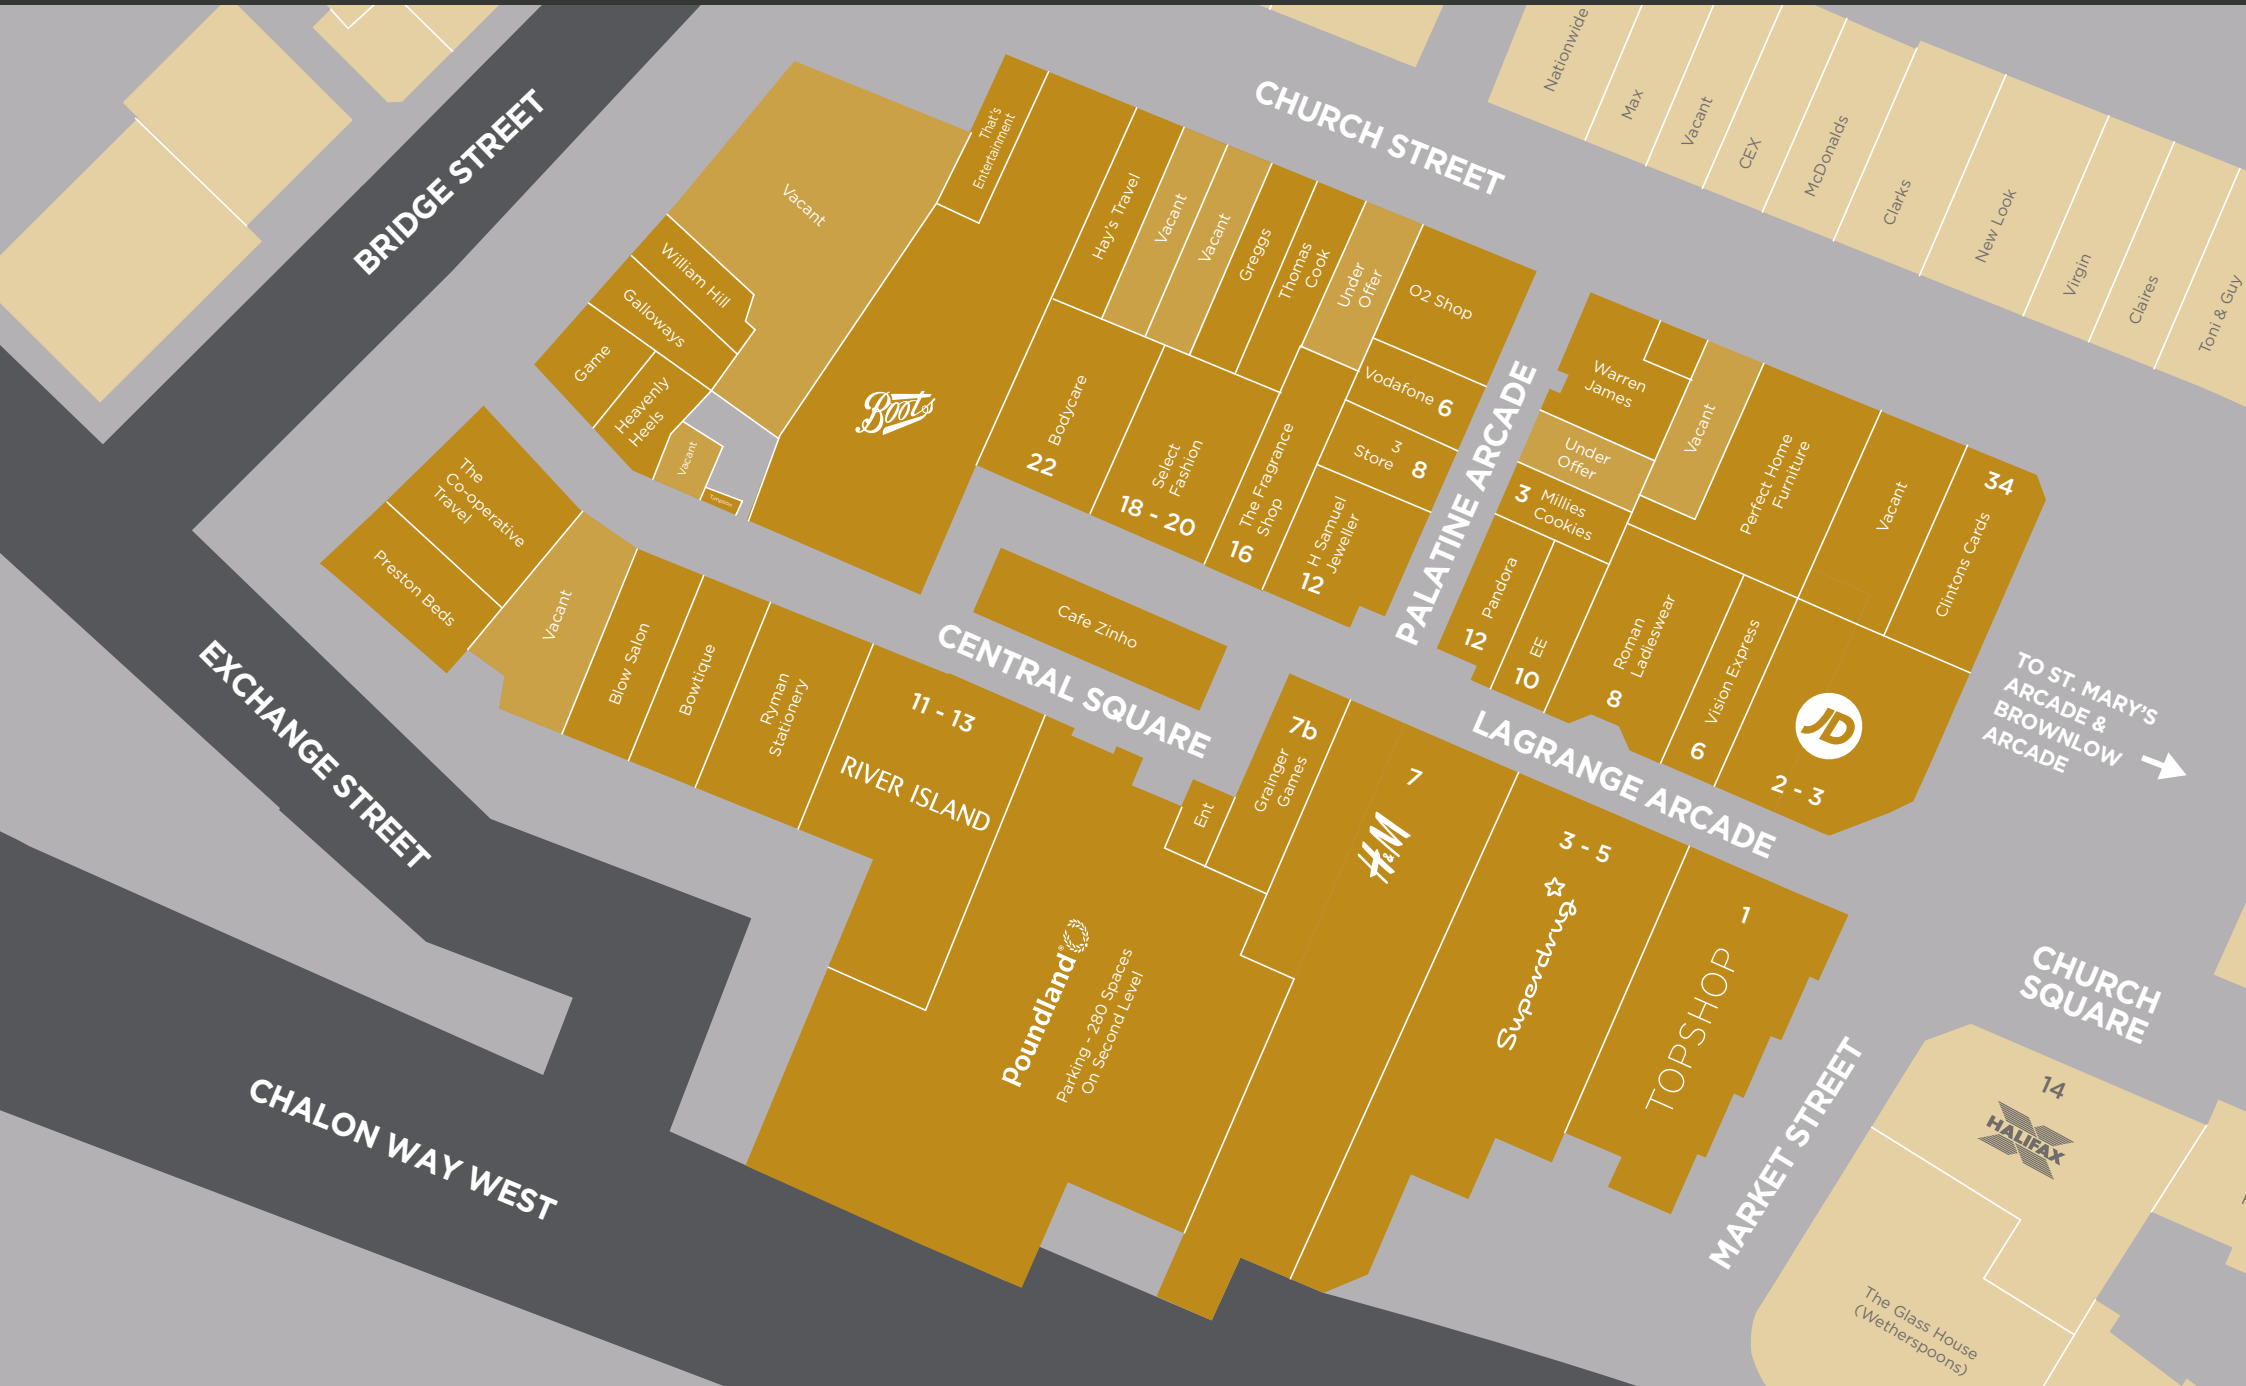 BRIDGE STREET
CHURCH STREET
Nationwide
Max
Vacant
CEX
McDonalds
Clarks
New Look
Virgin
Claires
Toni & Guy
Vacant
That's
Entertainment
William Hill
Galloways
Game
Heavenly
Heels
Vacant
Boots
Hay's Travel
Vacant
Vacant
Greggs
Thomas
Cook
Under
Offer
O2 Shop
Vodafone 6
3
Store 8
Bodycare
22
Select
Fashion
18 - 20
The Fragrance
Shop
16
H Samuel
Jeweller
12
PALATINE ARCADE
Warren
James
Under
Offer
Vacant
3 Millies
Cookies
Pandora
12
EE
10
Roman
Ladieswear
8
Vision Express
6
Perfect Home
Furniture
Vacant
34
Clintons Cards
JD
2 - 3
TO ST. MARY'S
ARCADE &
BROWNLOW
ARCADE
The
Co-operative
Travel
Preston Beds
Vacant
Blow Salon
Bowtique
Ryman
Stationery
11 - 13
RIVER ISLAND
Cafe Zinho
CENTRAL SQUARE
LAGRANGE ARCADE
EXCHANGE STREET
CHALON WAY WEST
Poundland
Parking - 280 Spaces
On Second Level
Ent
7b
Grainger
Games
7
H&M
3 - 5
Superdrug
1
TOPSHOP
MARKET STREET
CHURCH
SQUARE
14
HALIFAX
The Glass House
(Wetherspoons)